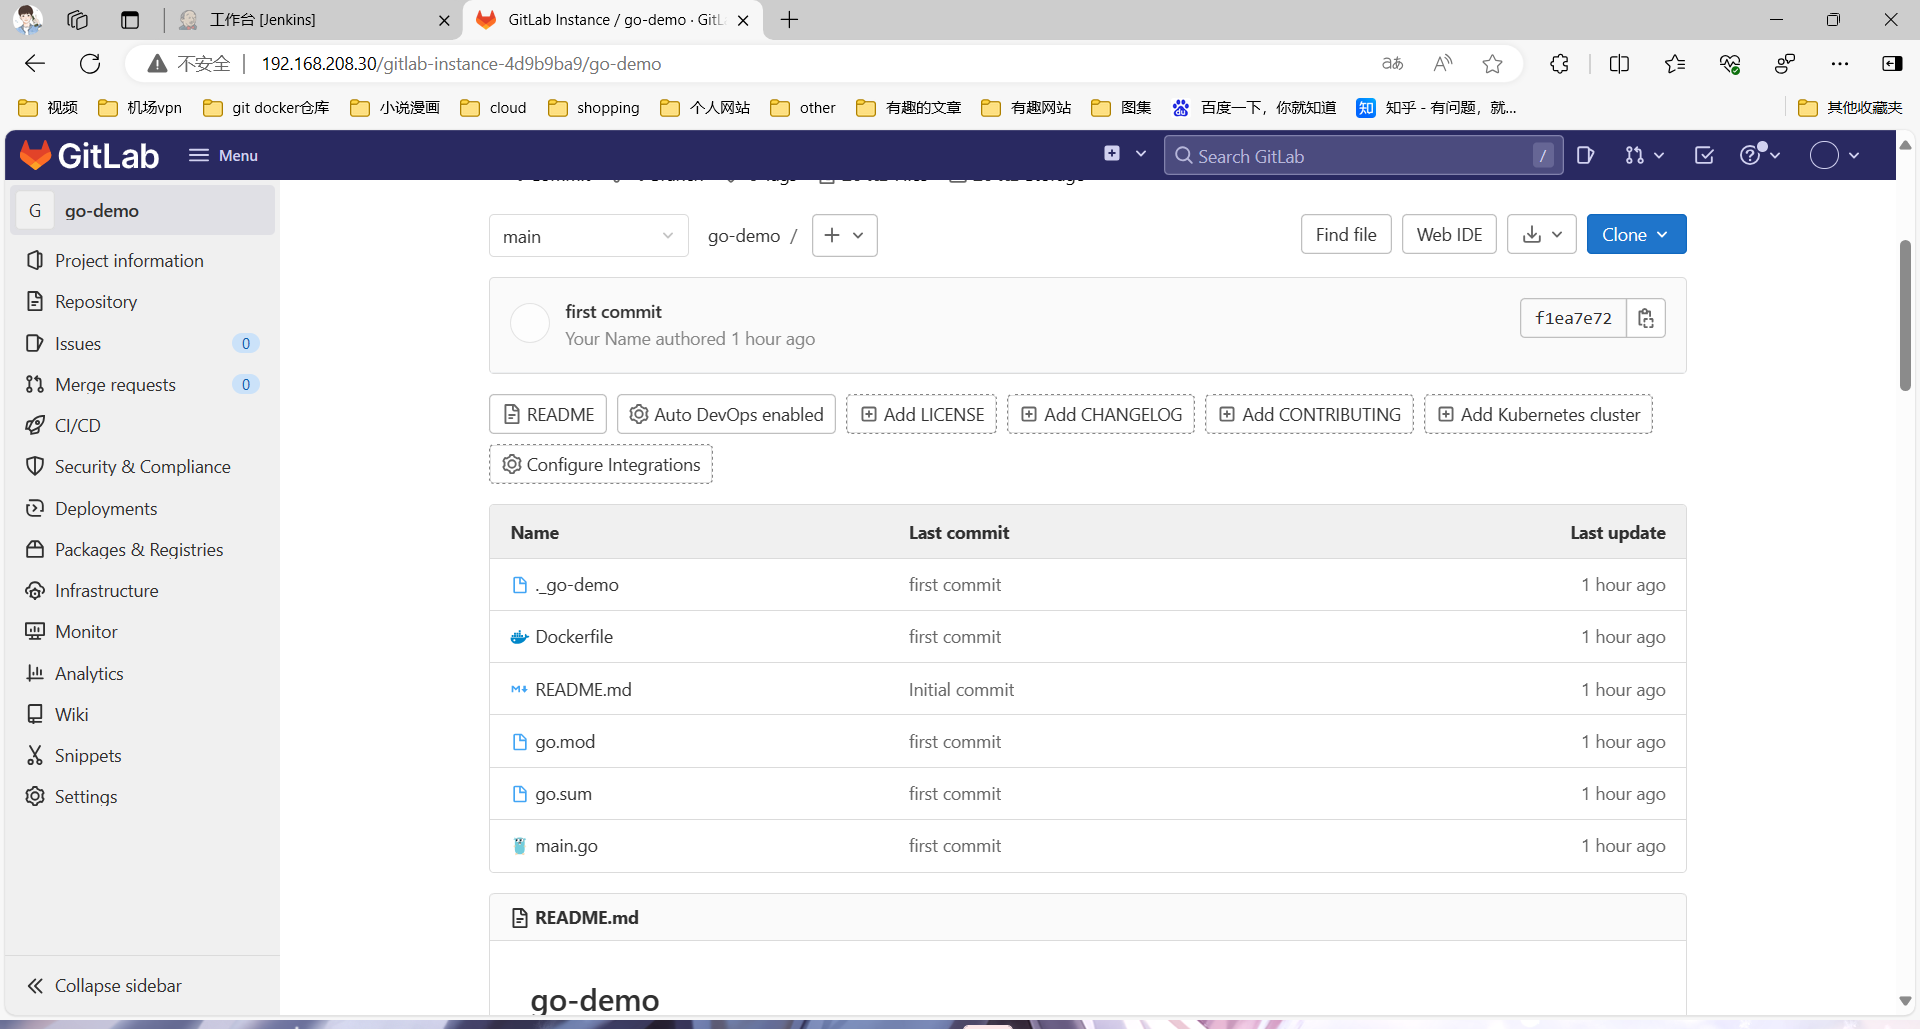 工作台 [Jenkins]
GitLab Instance / go-demo · GitL
不安全
192.168.208.30/gitlab-instance-4d9b9ba9/go-demo
视频
机场vpn
git docker仓库
小说漫画
cloud
shopping
个人网站
other
有趣的文章
有趣网站
图集
百度一下，你就知道
知乎 - 有问题，就...
其他收藏夹
GitLab
Menu
Search GitLab
/
G
go-demo
Project information
Repository
Issues
0
Merge requests
0
CI/CD
Security & Compliance
Deployments
Packages & Registries
Infrastructure
Monitor
Analytics
Wiki
Snippets
Settings
Collapse sidebar
main
go-demo /
Find file
Web IDE
Clone
first commit
Your Name authored 1 hour ago
f1ea7e72
README
Auto DevOps enabled
Add LICENSE
Add CHANGELOG
Add CONTRIBUTING
Add Kubernetes cluster
Configure Integrations
Name Last commit Last update
._go-demo first commit 1 hour ago
Dockerfile first commit 1 hour ago
README.md Initial commit 1 hour ago
go.mod first commit 1 hour ago
go.sum first commit 1 hour ago
main.go first commit 1 hour ago
README.md
go-demo